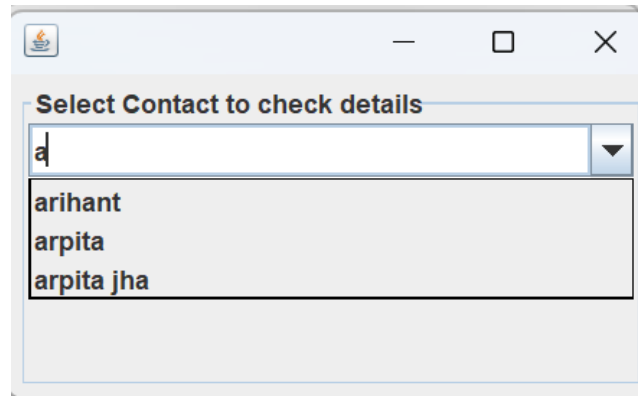 Select Contact to check details
a
arihant
arpita
arpita jha